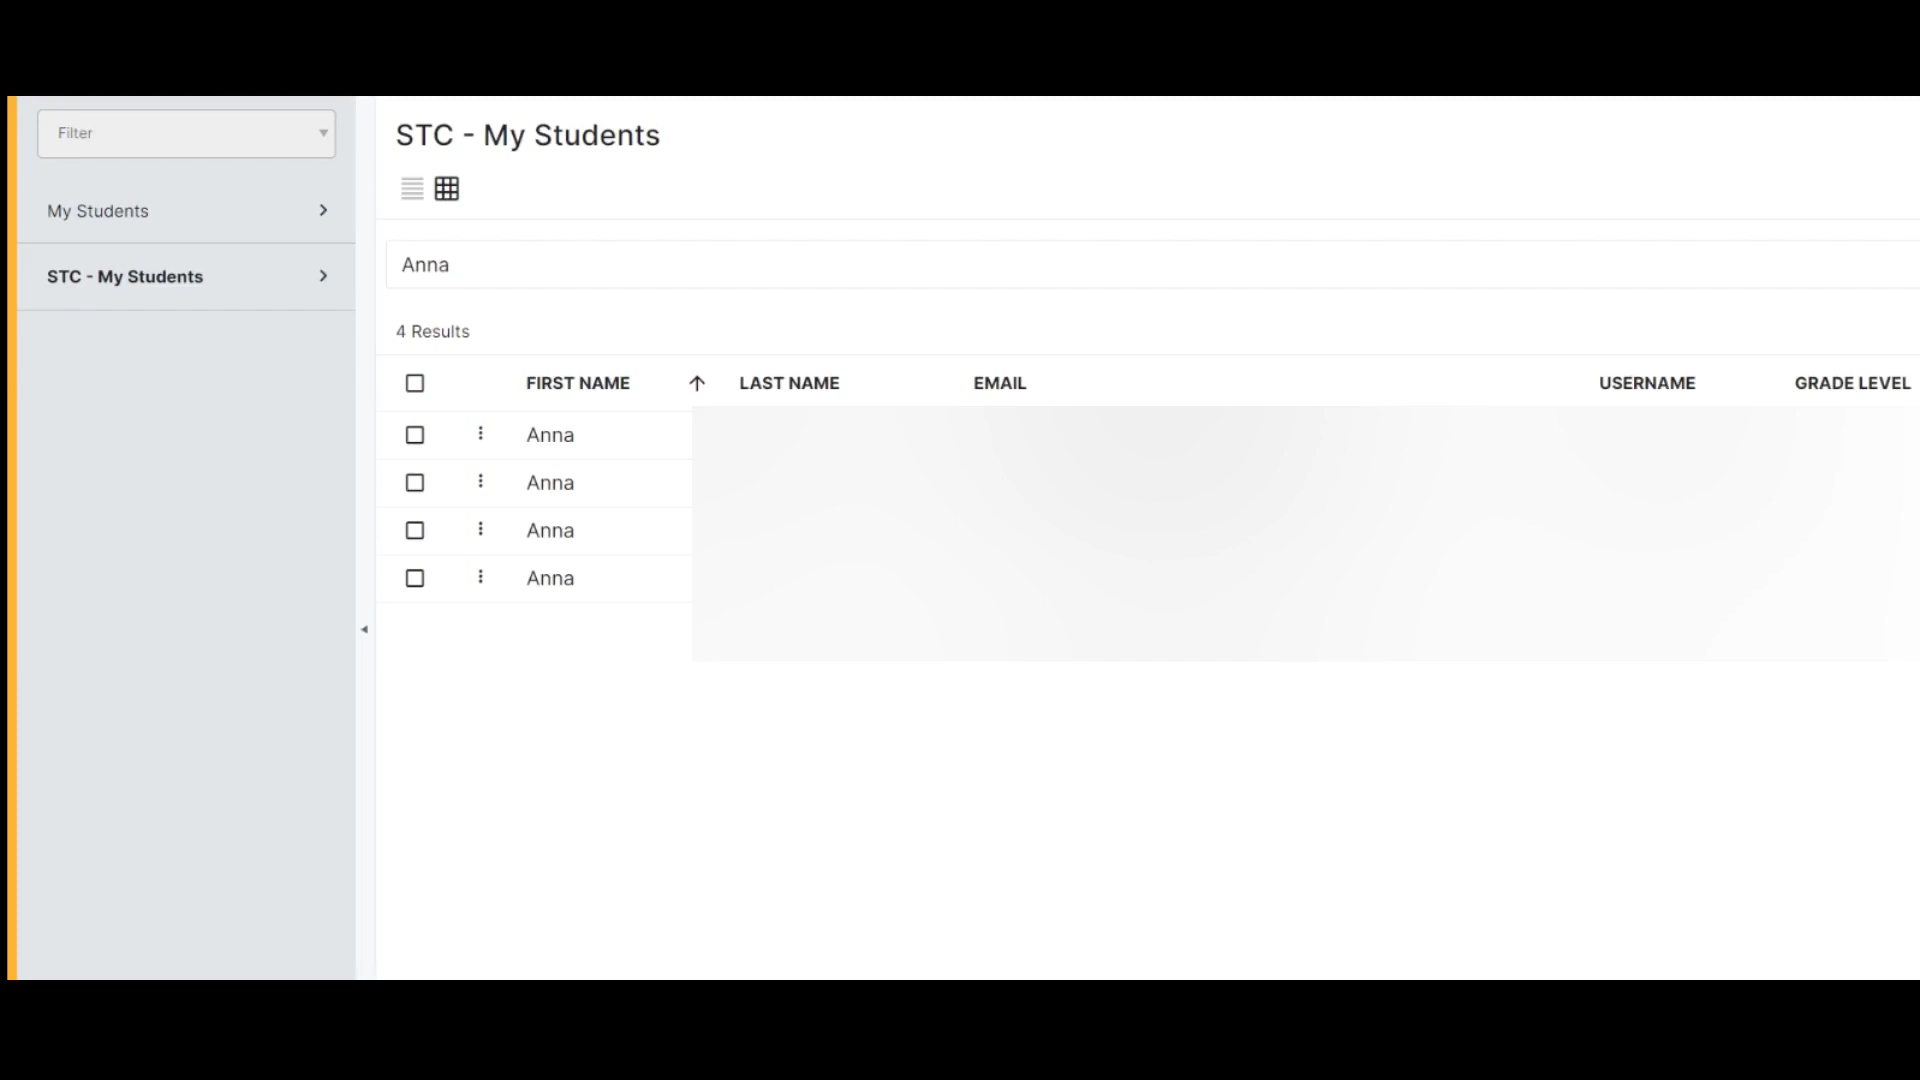 Filter
My Students
STC - My Students
STC - My Students
Anna
4 Results
FIRST NAME LAST NAME EMAIL USERNAME GRADE LEVEL
Anna
Anna
Anna
Anna